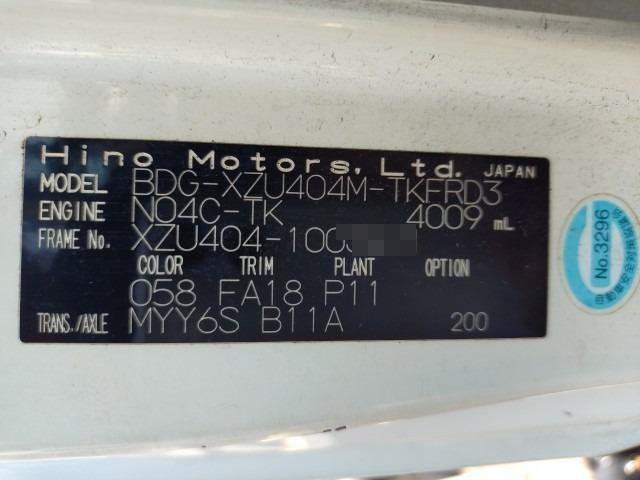 Hino Motors, Ltd. JAPAN
MODEL BDG-XZU404M-TKFRD3
ENGINE N04C-TK 4009 mL
FRAME No. XZU404-100
COLOR TRIM PLANT OPTION
058 FA18 P11
TRANS./AXLE MYY6S B11A 200
No.3296